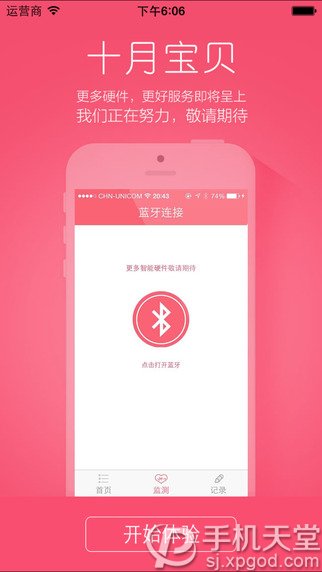 运营商 下午6:06
十月宝贝
更多硬件，更好服务即将呈上
我们正在努力，敬请期待
CHN-UNICOM 20:43 74%
蓝牙连接
更多智能硬件敬请期待
点击打开蓝牙
首页 监测 记录
开始体验
手机天堂
sj.xpgod.com